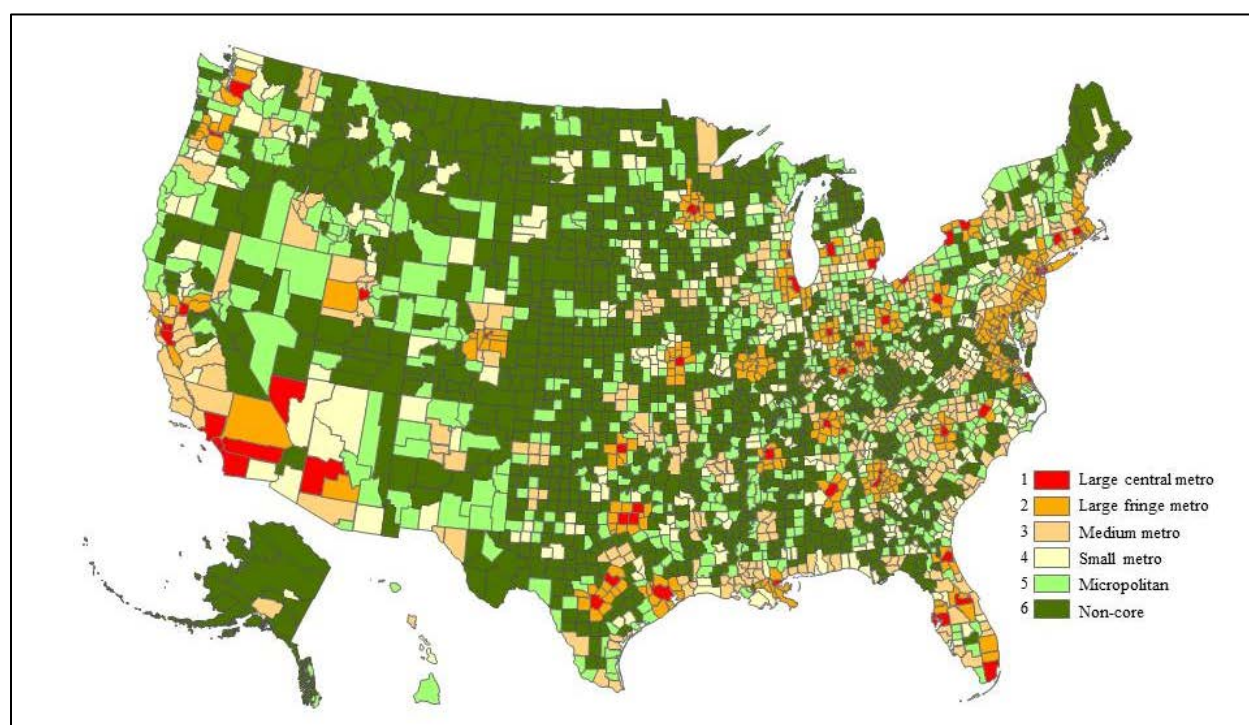 1 Large central metro
2 Large fringe metro
3 Medium metro
4 Small metro
5 Micropolitan
6 Non-core